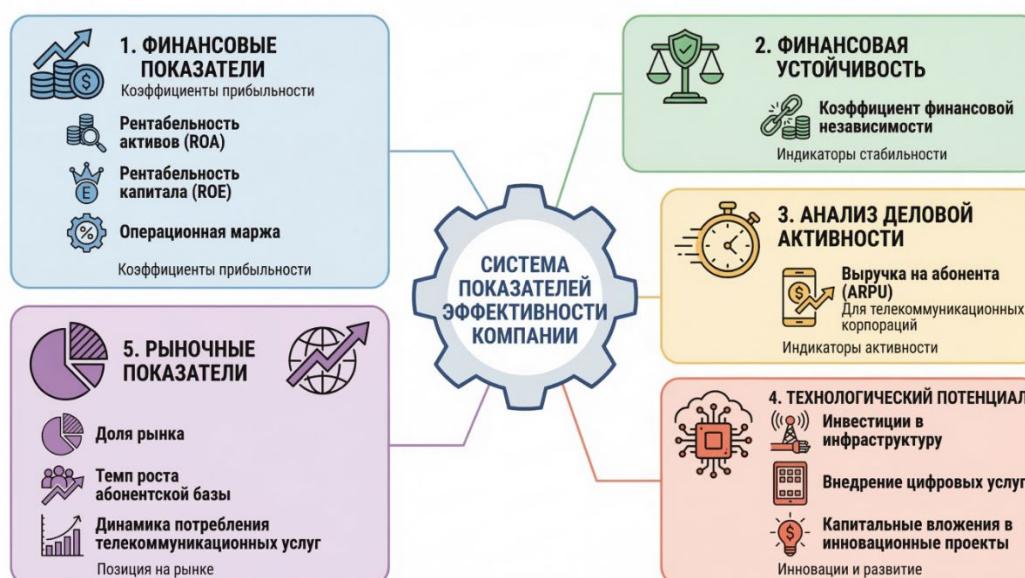 1. ФИНАНСОВЫЕ
ПОКАЗАТЕЛИ
Коэффициенты прибыльности
Рентабельность
активов (ROA)
Рентабельность
капитала (ROE)
E
%
Операционная маржа
Коэффициенты прибыльности
2. ФИНАНСОВАЯ
УСТОЙЧИВОСТЬ
Коэффициент финансовой
независимости
Индикаторы стабильности
СИСТЕМА
ПОКАЗАТЕЛЕЙ
ЭФФЕКТИВНОСТИ
КОМПАНИИ
3. АНАЛИЗ ДЕЛОВОЙ
АКТИВНОСТИ
Выручка на абонента
(ARPU)
Для телекоммуникационных
корпораций
Индикаторы активности
4. ТЕХНОЛОГИЧЕСКИЙ ПОТЕНЦИАЛ
Инвестиции в
инфраструктуру
Внедрение цифровых услуг
Капитальные вложения в
инновационные проекты
Инновации и развитие
5. РЫНОЧНЫЕ
ПОКАЗАТЕЛИ
Доля рынка
Темп роста
абонентской базы
Динамика потребления
телекоммуникационных услуг
Позиция на рынке